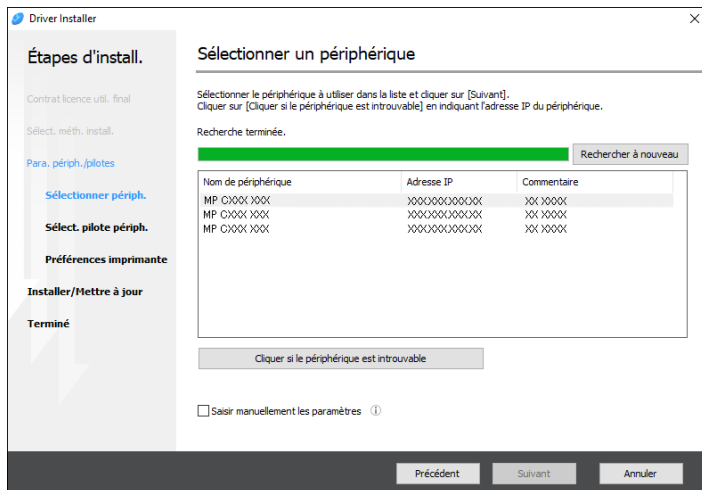 Driver Installer
Étapes d'install.
Contrat licence util. final
Sélect. méth. install.
Para. périph./pilotes
Sélectionner périph.
Sélect. pilote périph.
Préférences imprimante
Installer/Mettre à jour
Terminé
Sélectionner un périphérique
Sélectionner le périphérique à utiliser dans la liste et cliquer sur [Suivant].
Cliquer sur [Cliquer si le périphérique est introuvable] en indiquant l'adresse IP du périphérique.
Recherche terminée.
Rechercher à nouveau
Nom de périphérique Adresse IP Commentaire
MP CXXX XXX XXX.XXX.XXX.XX XX XXXX
MP CXXX XXX XXX.XXX.XXX.XX XX XXXX
MP CXXX XXX XXX.XXX.XXX.XX XX XXXX
Cliquer si le périphérique est introuvable
Saisir manuellement les paramètres
Précédent Suivant Annuler